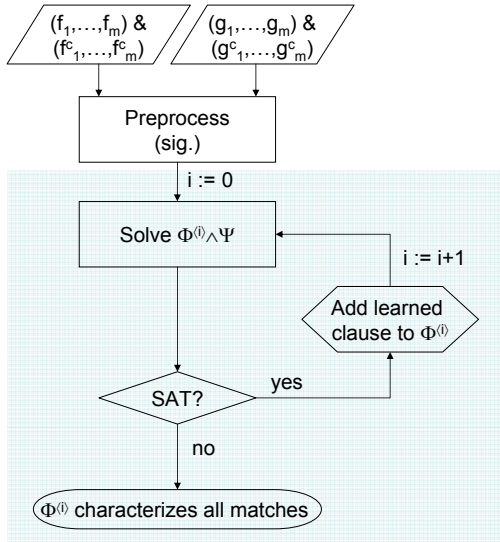 (f₁,…,fₘ) &
(fᶜ₁,…,fᶜₘ)
(g₁,…,gₘ) &
(gᶜ₁,…,gᶜₘ)
Preprocess
(sig.)
i := 0
Solve Φ⟨i⟩∧Ψ
i := i+1
Add learned
clause to Φ⟨i⟩
SAT?
yes
no
Φ⟨i⟩ characterizes all matches